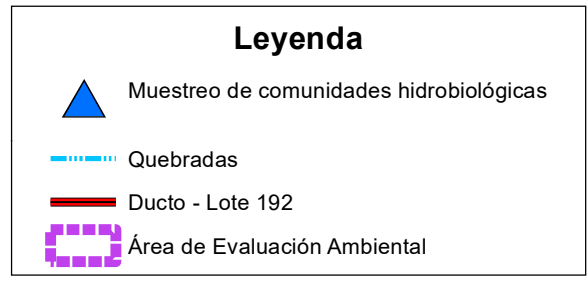 Leyenda
Muestreo de comunidades hidrobiológicas
Quebradas
Ducto - Lote 192
Área de Evaluación Ambiental